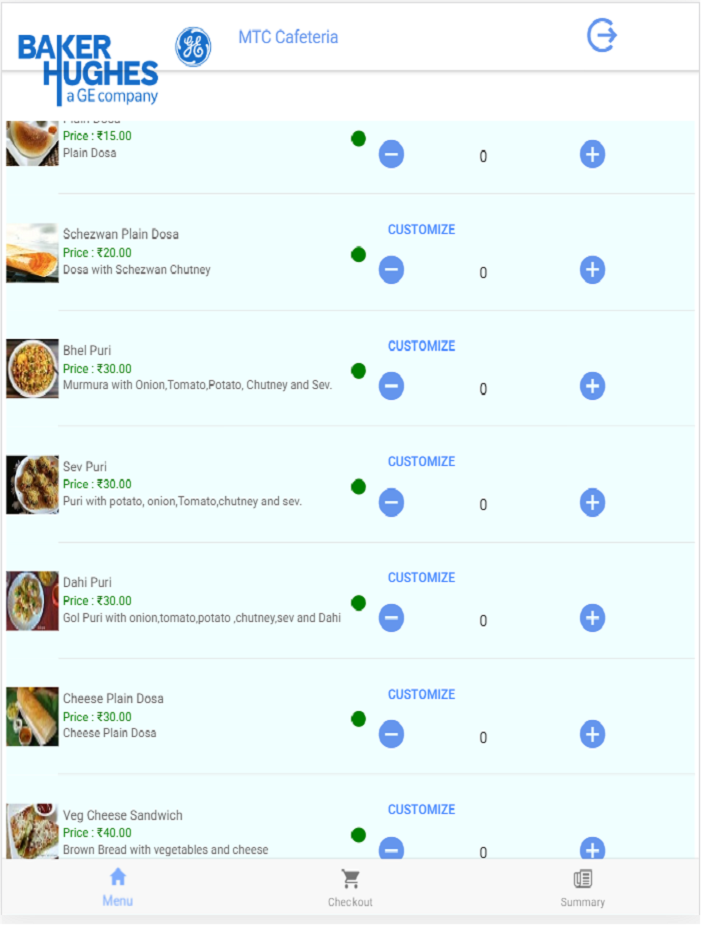 BAKER
HUGHES
a GE company
MTC Cafeteria
Plain Dosa
Price : ₹15.00
Plain Dosa
0
Schezwan Plain Dosa
Price : ₹20.00
Dosa with Schezwan Chutney
CUSTOMIZE
0
Bhel Puri
Price : ₹30.00
Murmura with Onion,Tomato,Potato, Chutney and Sev.
CUSTOMIZE
0
Sev Puri
Price : ₹30.00
Puri with potato, onion,Tomato,chutney and sev.
CUSTOMIZE
0
Dahi Puri
Price : ₹30.00
Gol Puri with onion,tomato,potato ,chutney,sev and Dahi
CUSTOMIZE
0
Cheese Plain Dosa
Price : ₹30.00
Cheese Plain Dosa
CUSTOMIZE
0
Veg Cheese Sandwich
Price : ₹40.00
Brown Bread with vegetables and cheese
CUSTOMIZE
0
Menu
Checkout
Summary